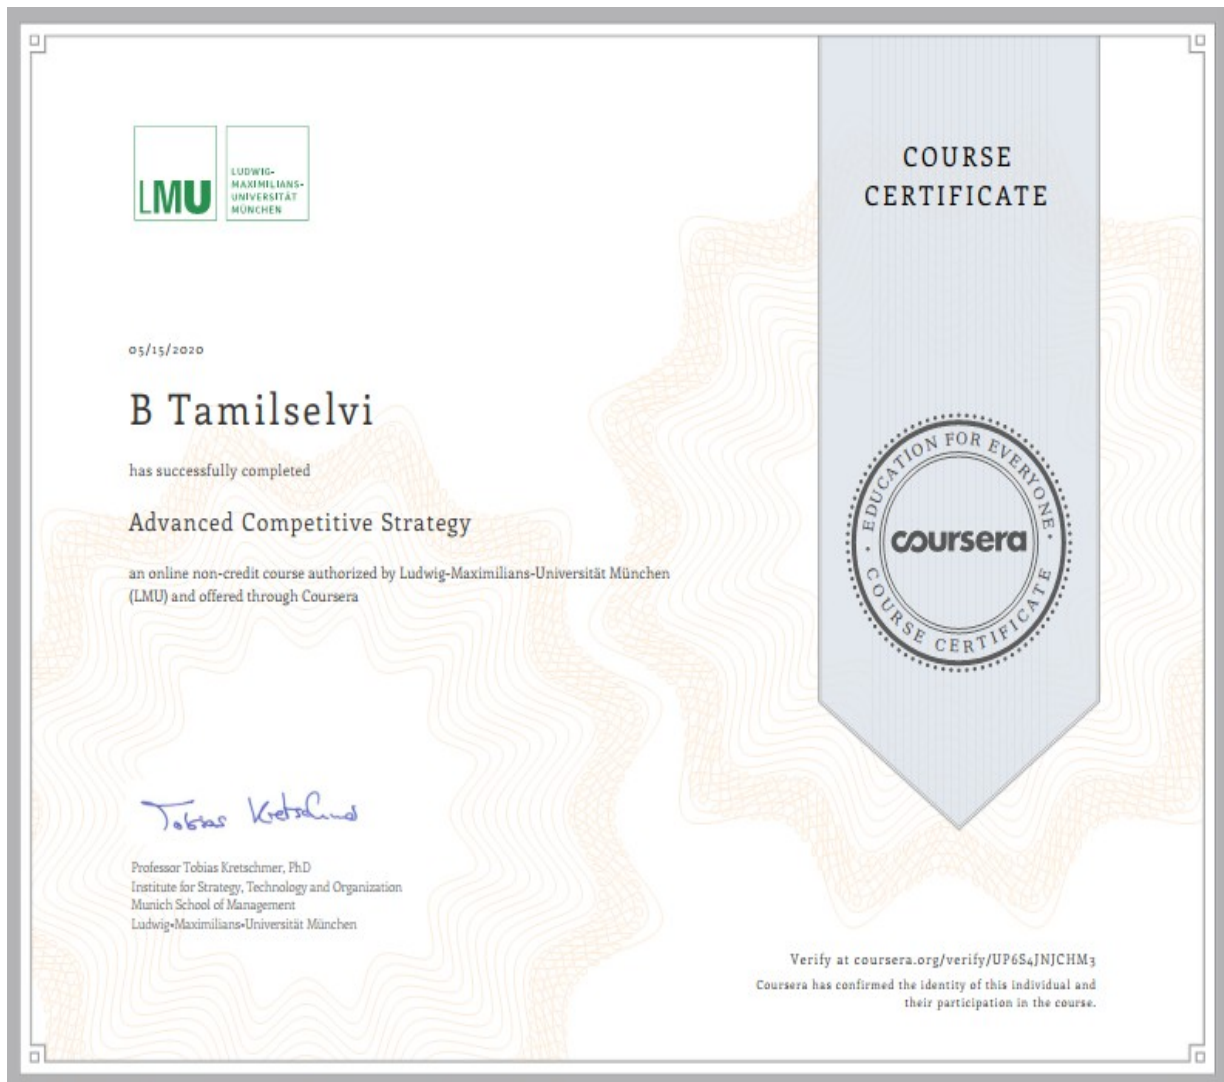 LMU
LUDWIG-
MAXIMILIANS-
UNIVERSITÄT
MÜNCHEN
COURSE
CERTIFICATE
05/15/2020
B Tamilselvi
has successfully completed
Advanced Competitive Strategy
an online non-credit course authorized by Ludwig-Maximilians-Universität München
(LMU) and offered through Coursera
EDUCATION FOR EVERYONE
coursera
COURSE CERTIFICATE
Tobias Kretschmer
Professor Tobias Kretschmer, PhD
Institute for Strategy, Technology and Organization
Munich School of Management
Ludwig-Maximilians-Universität München
Verify at coursera.org/verify/UP6S4JNJCHM3
Coursera has confirmed the identity of this individual and
their participation in the course.